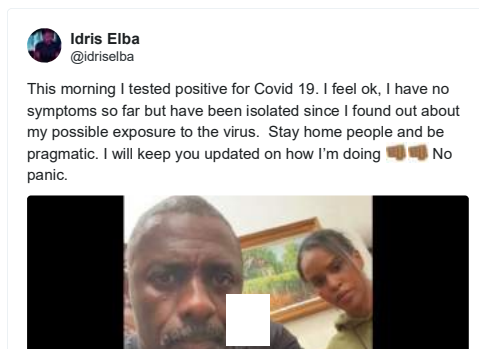 Idris Elba
@idriselba
This morning I tested positive for Covid 19. I feel ok, I have no
symptoms so far but have been isolated since I found out about
my possible exposure to the virus.  Stay home people and be
pragmatic. I will keep you updated on how I’m doing 👊🏾👊🏾 No
panic.